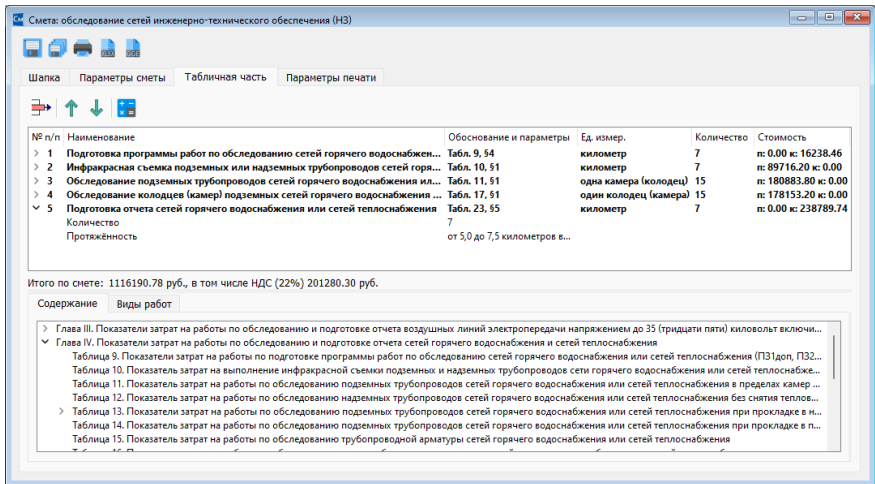 Смета: обследование сетей инженерно-технического обеспечения (НЗ)
Шапка Параметры сметы Табличная часть Параметры печати
№ п/п Наименование Обоснование и параметры Ед. измер. Количество Стоимость
1 Подготовка программы работ по обследованию сетей горячего водоснабжен... Табл. 9, §4 километр 7 п: 0.00 к: 16238.46
2 Инфракрасная съемка подземных или надземных трубопроводов сетей горя... Табл. 10, §1 километр 7 п: 89716.20 к: 0.00
3 Обследование подземных трубопроводов сетей горячего водоснабжения ил... Табл. 11, §1 одна камера (колодец) 15 п: 180883.80 к: 0.00
4 Обследование колодцев (камер) подземных сетей горячего водоснабжения ... Табл. 17, §1 один колодец (камера) 15 п: 178153.20 к: 0.00
5 Подготовка отчета сетей горячего водоснабжения или сетей теплоснабжения Табл. 23, §5 километр 7 п: 0.00 к: 238789.74
Количество 7
Протяжённость от 5,0 до 7,5 километров в...
Итого по смете: 1116190.78 руб., в том числе НДС (22%) 201280.30 руб.
Содержание Виды работ
Глава III. Показатели затрат на работы по обследованию и подготовке отчета воздушных линий электропередачи напряжением до 35 (тридцати пяти) киловольт включи...
Глава IV. Показатели затрат на работы по обследованию и подготовке отчета сетей горячего водоснабжения и сетей теплоснабжения
Таблица 9. Показатели затрат на работы по подготовке программы работ по обследованию сетей горячего водоснабжения или сетей теплоснабжения (ПЗ1доп, ПЗ2...
Таблица 10. Показатель затрат на выполнение инфракрасной съемки подземных и надземных трубопроводов сети горячего водоснабжения или сетей теплоснабже...
Таблица 11. Показатель затрат на работы по обследованию подземных трубопроводов сетей горячего водоснабжения или сетей теплоснабжения в пределах камер ...
Таблица 12. Показатель затрат на работы по обследованию надземных трубопроводов сетей горячего водоснабжения или сетей теплоснабжения без снятия теплов...
Таблица 13. Показатели затрат на работы по обследованию подземных трубопроводов сетей горячего водоснабжения или сетей теплоснабжения при прокладке в н...
Таблица 14. Показатель затрат на работы по обследованию подземных трубопроводов сетей горячего водоснабжения или сетей теплоснабжения при прокладке в п...
Таблица 15. Показатель затрат на работы по обследованию трубопроводной арматуры сетей горячего водоснабжения или сетей теплоснабжения